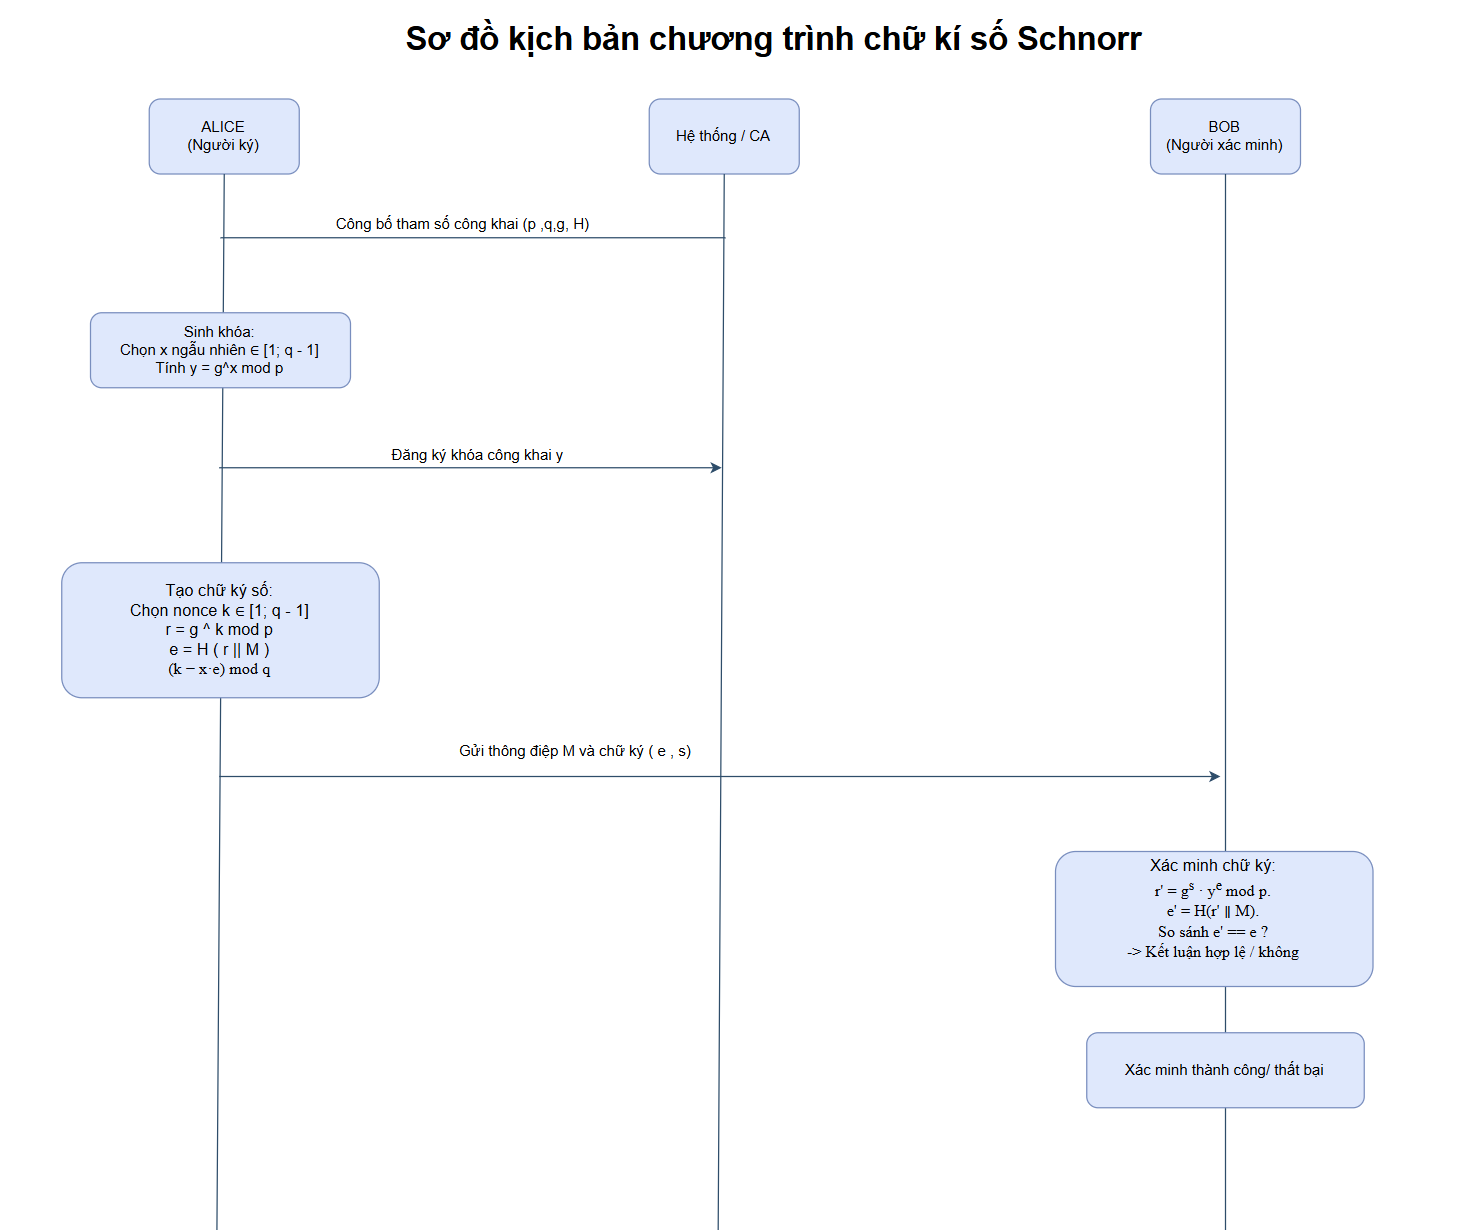 Sơ đồ kịch bản chương trình chữ kí số Schnorr
ALICE
(Người ký)
Hệ thống / CA
BOB
(Người xác minh)
Công bố tham số công khai (p ,q,g, H)
Sinh khóa:
Chọn x ngẫu nhiên ∈ [1; q - 1]
Tính y = g^x mod p
Đăng ký khóa công khai y
Tạo chữ ký số:
Chọn nonce k ∈ [1; q - 1]
r = g ^ k mod p
e = H ( r || M )
(k − x·e) mod q
Gửi thông điệp M và chữ ký ( e , s)
Xác minh chữ ký:
r' = g^s · y^e mod p.
e' = H(r' ∥ M).
So sánh e' == e ?
-> Kết luận hợp lệ / không
Xác minh thành công/ thất bại